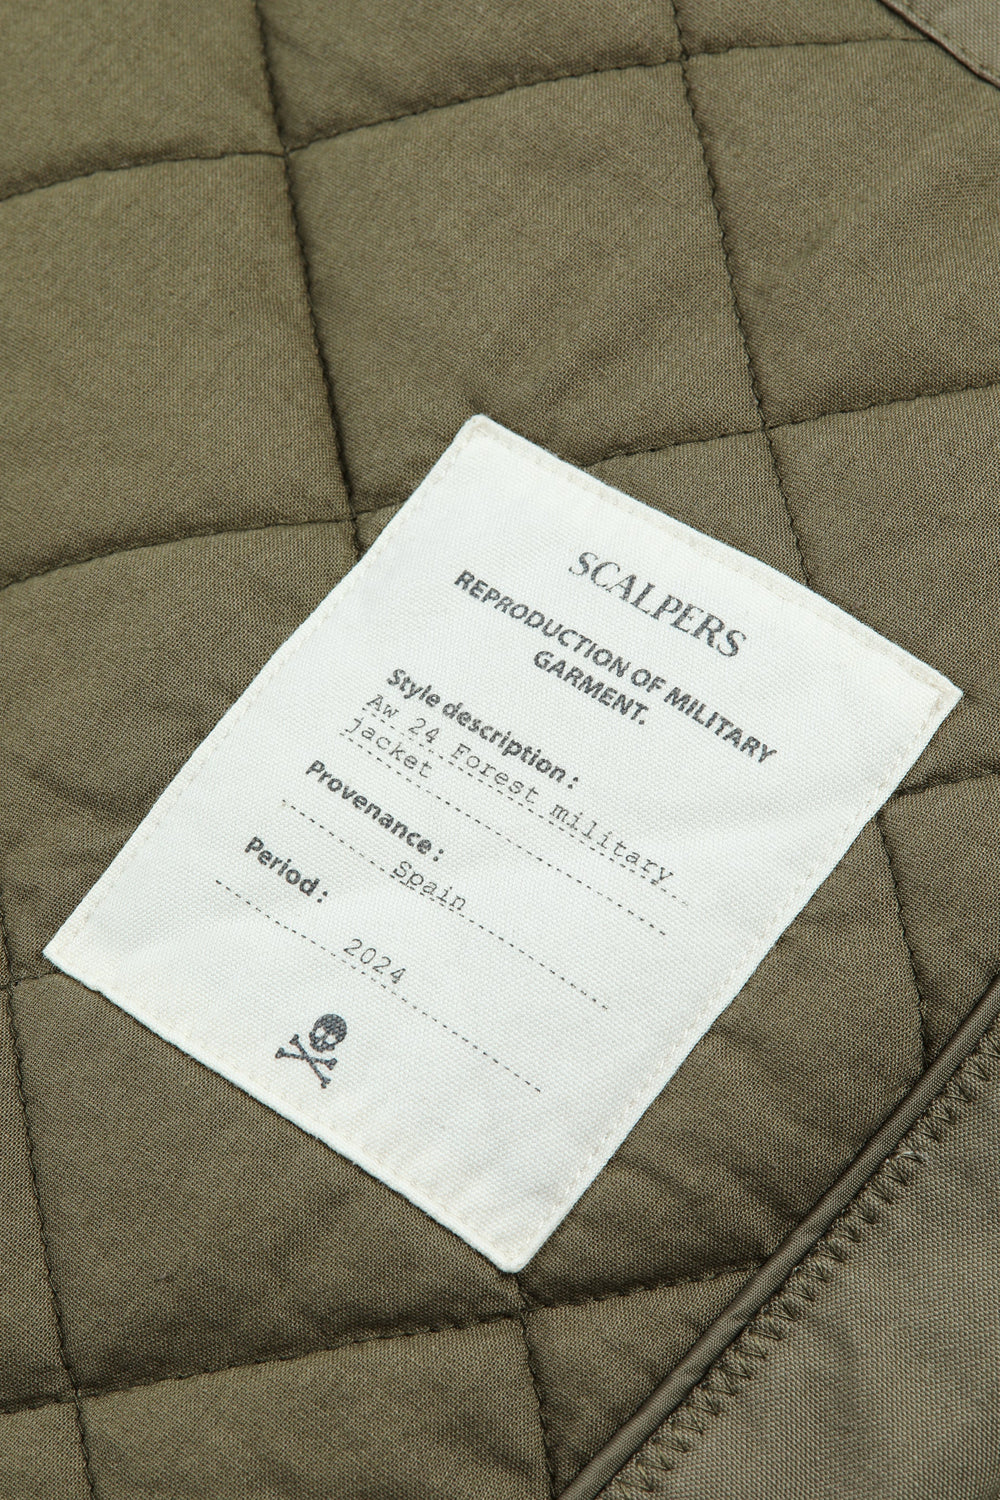 SCALPERS
REPRODUCTION OF MILITARY
GARMENT.
Style description:
Aw 24 Forest military
jacket
Provenance:
Spain
Period:
2024